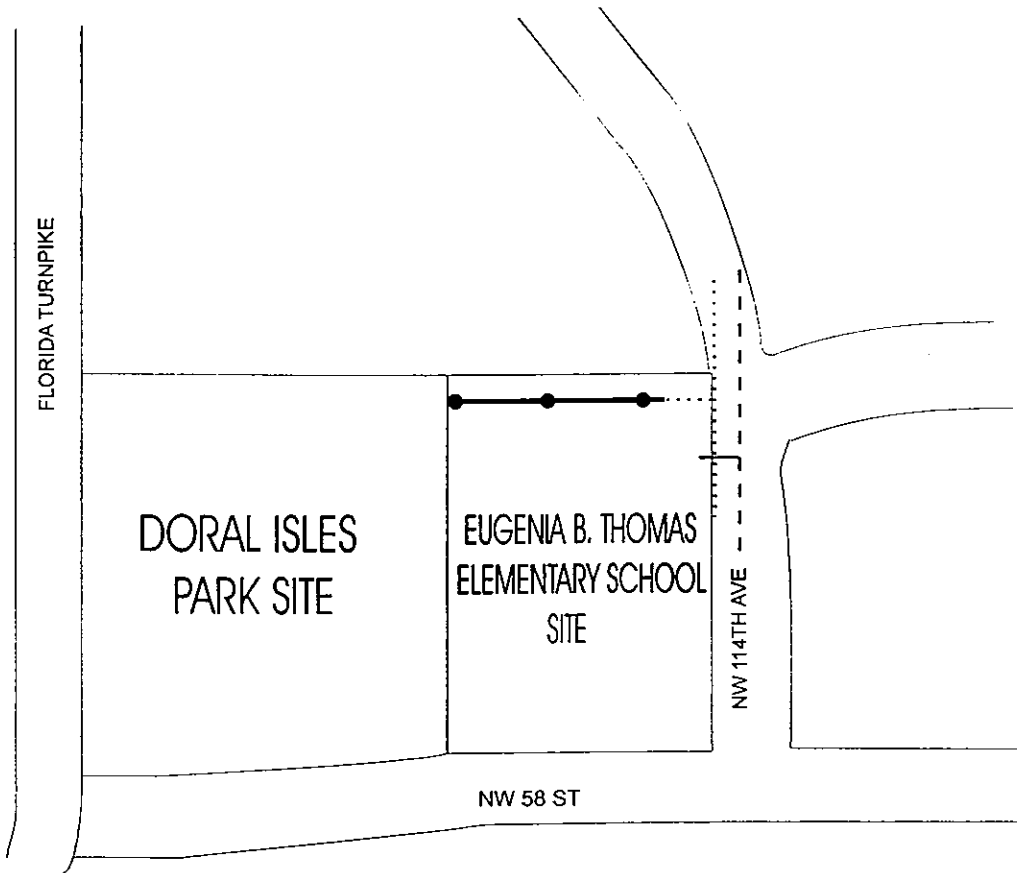 FLORIDA TURNPIKE
DORAL ISLES
PARK SITE
EUGENIA B. THOMAS
ELEMENTARY SCHOOL
SITE
NW 114TH AVE
NW 58 ST